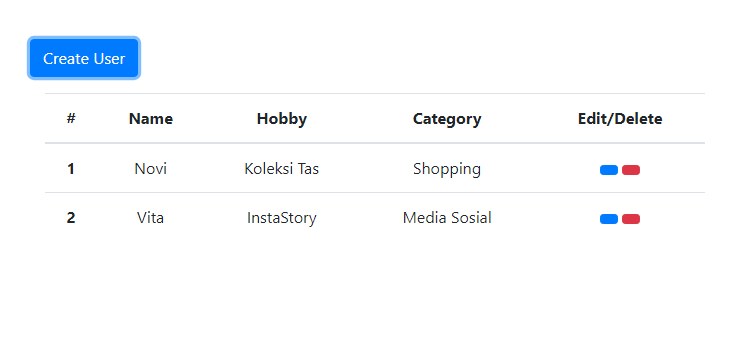 Create User
# Name Hobby Category Edit/Delete
1 Novi Koleksi Tas Shopping
2 Vita InstaStory Media Sosial